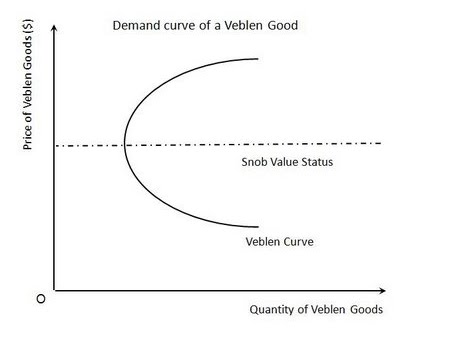 Demand curve of a Veblen Good
Price of Veblen Goods ($)
Snob Value Status
Veblen Curve
O
Quantity of Veblen Goods